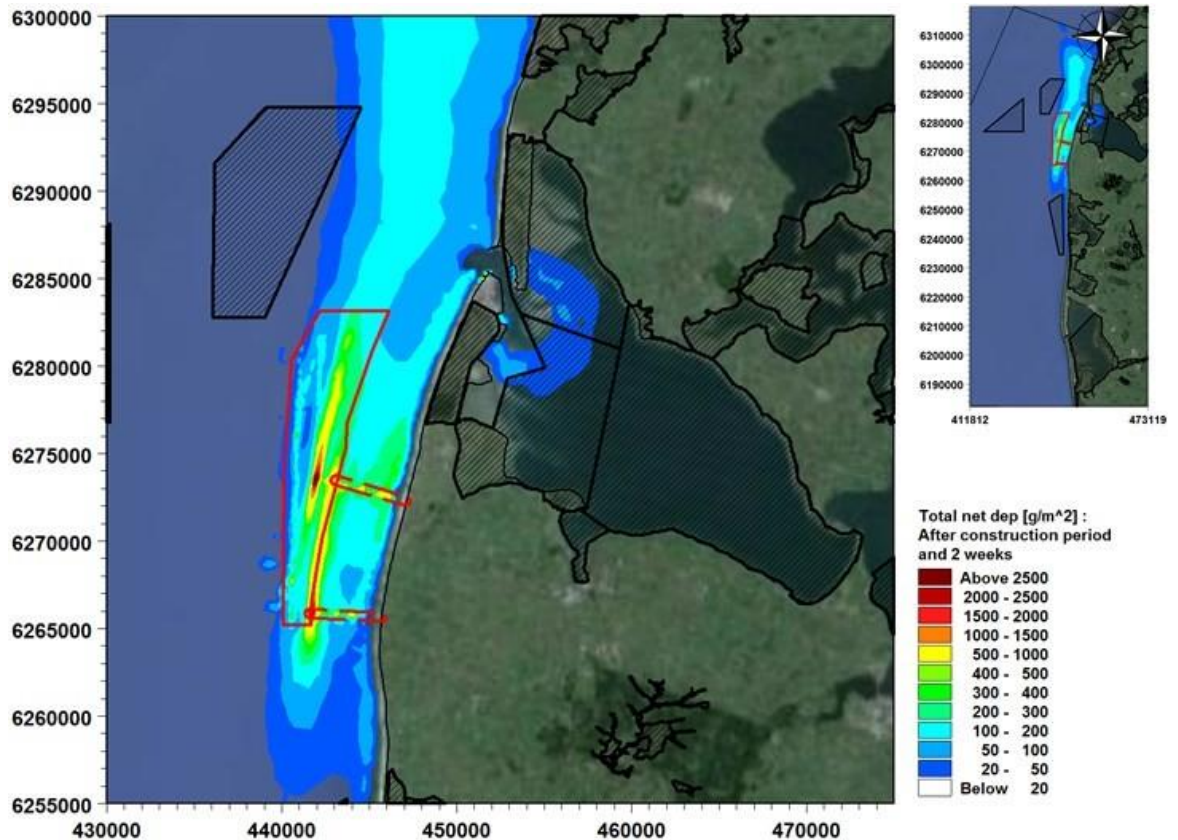 6300000
6295000
6290000
6285000
6280000
6275000
6270000
6265000
6260000
6255000
430000 440000 450000 460000 470000
6310000
6300000
6290000
6280000
6270000
6260000
6250000
6240000
6230000
6220000
6210000
6200000
6190000
411812 473119
Total net dep [g/m^2] :
After construction period
and 2 weeks
Above 2500
2000 - 2500
1500 - 2000
1000 - 1500
500 - 1000
400 - 500
300 - 400
200 - 300
100 - 200
50 - 100
20 - 50
Below 20